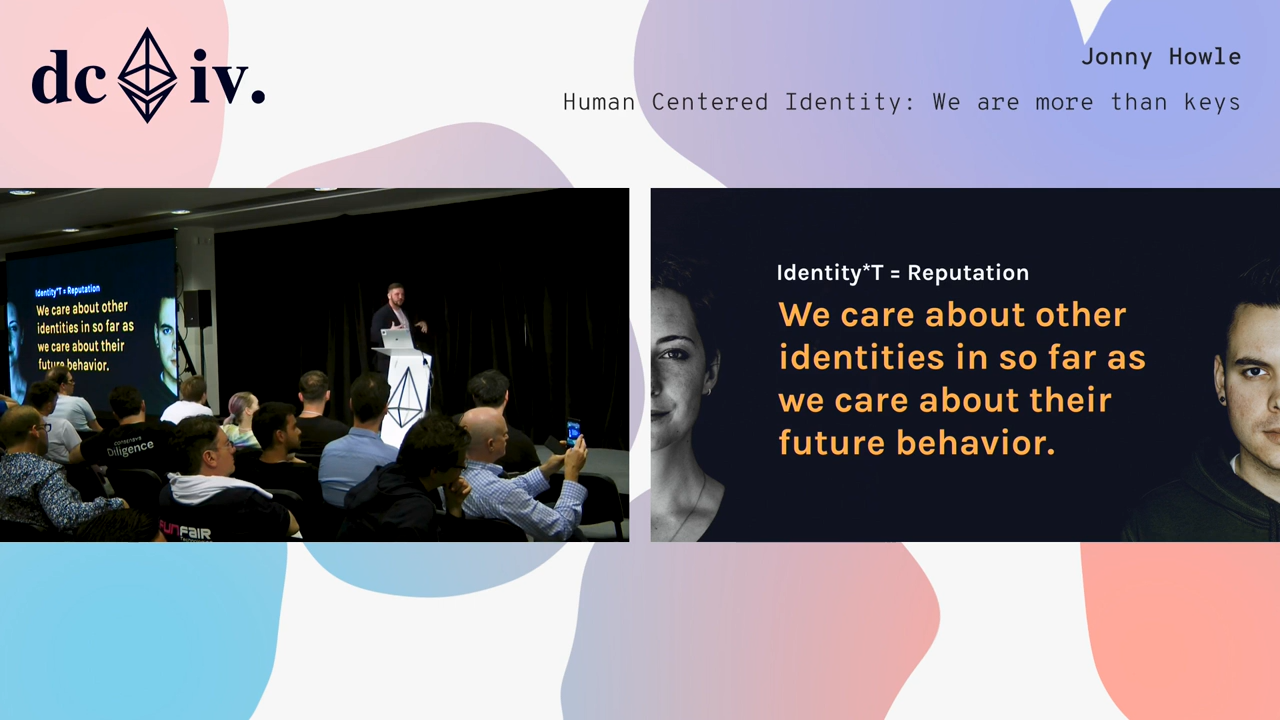 dc iv.
Jonny Howle
Human Centered Identity: We are more than keys
Identity*T = Reputation
We care about other
identities in so far as
we care about their
future behavior.
consensys
Diligence
FUNFAIR
Identity*T = Reputation
We care about other
identities in so far as
we care about their
future behavior.